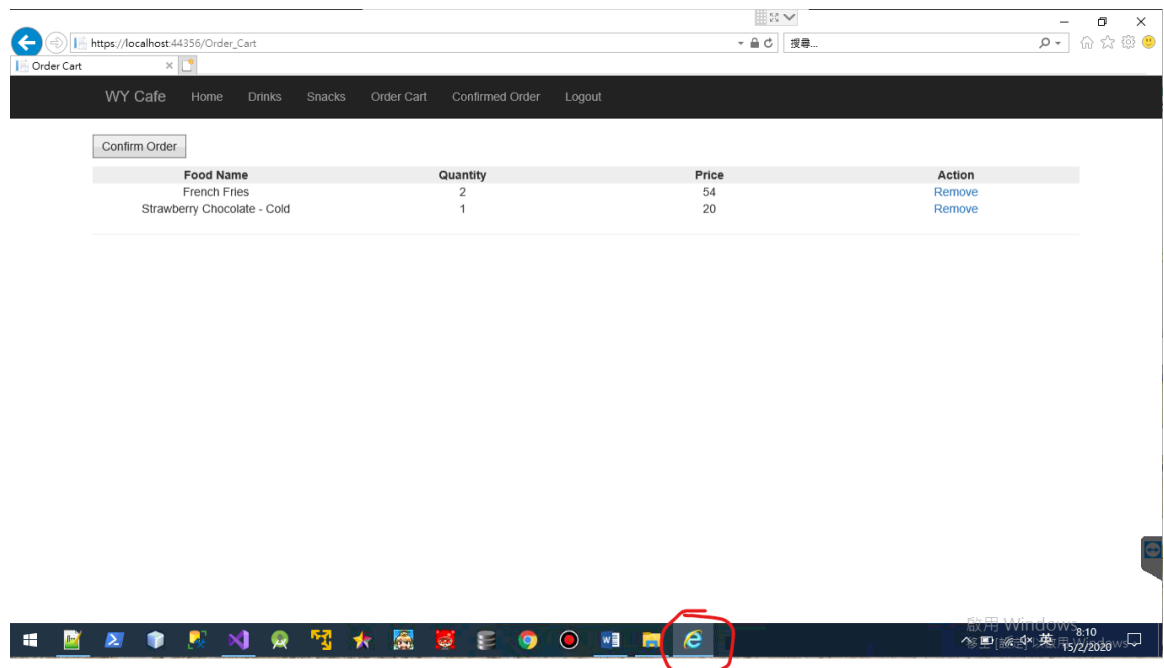 https://localhost:44356/Order_Cart
搜尋...
Order Cart
WY Cafe Home Drinks Snacks Order Cart Confirmed Order Logout
Confirm Order
Food Name Quantity Price Action
French Fries 2 54 Remove
Strawberry Chocolate - Cold 1 20 Remove
啟用 Windows
8:10
英
15/2/2020